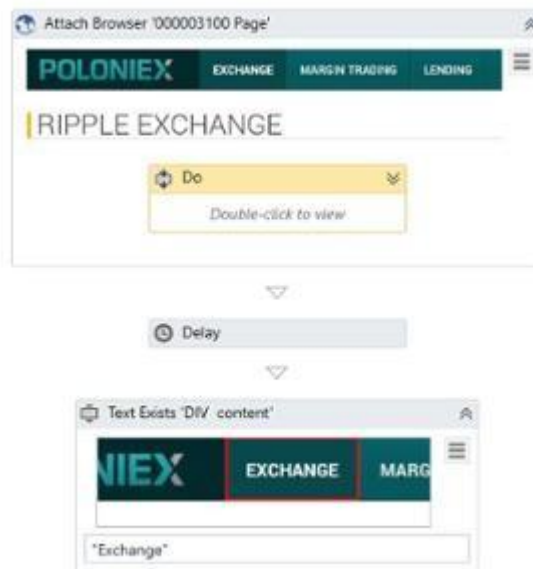 Attach Browser '000003100 Page'
POLONIEX EXCHANGE MARGIN TRADING LENDING
RIPPLE EXCHANGE
Do
Double-click to view
Delay
Text Exists 'DIV content'
NIEX EXCHANGE MARG
"Exchange"